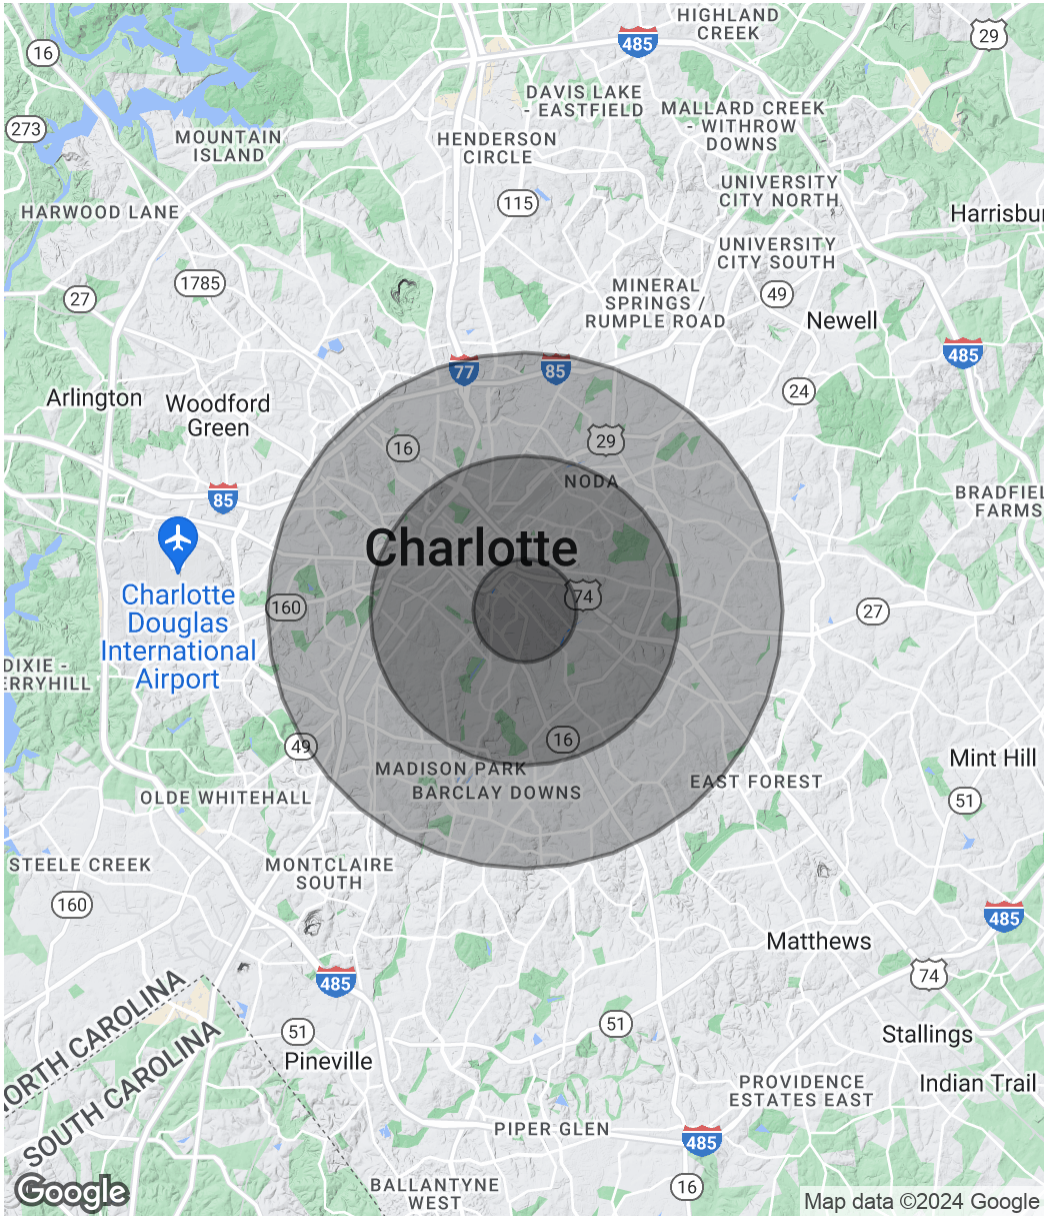 HIGHLAND
CREEK
29
16
485
DAVIS LAKE
- EASTFIELD
MALLARD CREEK
- WITHROW
DOWNS
273
MOUNTAIN
ISLAND
HENDERSON
CIRCLE
UNIVERSITY
CITY NORTH
115
HARWOOD LANE
Harrisbur
UNIVERSITY
CITY SOUTH
1785
27
MINERAL
SPRINGS /
RUMPLE ROAD
49
Newell
485
77
85
24
Arlington
Woodford
Green
16
29
NODA
85
BRADFIEL
FARMS
Charlotte
Charlotte
Douglas
International
Airport
160
74
27
DIXIE -
ERRYHILL
49
16
MADISON PARK
BARCLAY DOWNS
EAST FOREST
Mint Hill
51
OLDE WHITEHALL
STEELE CREEK
MONTCLAIRE
SOUTH
160
485
Matthews
74
485
NORTH CAROLINA
SOUTH CAROLINA
51
51
Pineville
Stallings
Indian Trail
PROVIDENCE
ESTATES EAST
PIPER GLEN
485
BALLANTYNE
WEST
16
Google
Map data ©2024 Google